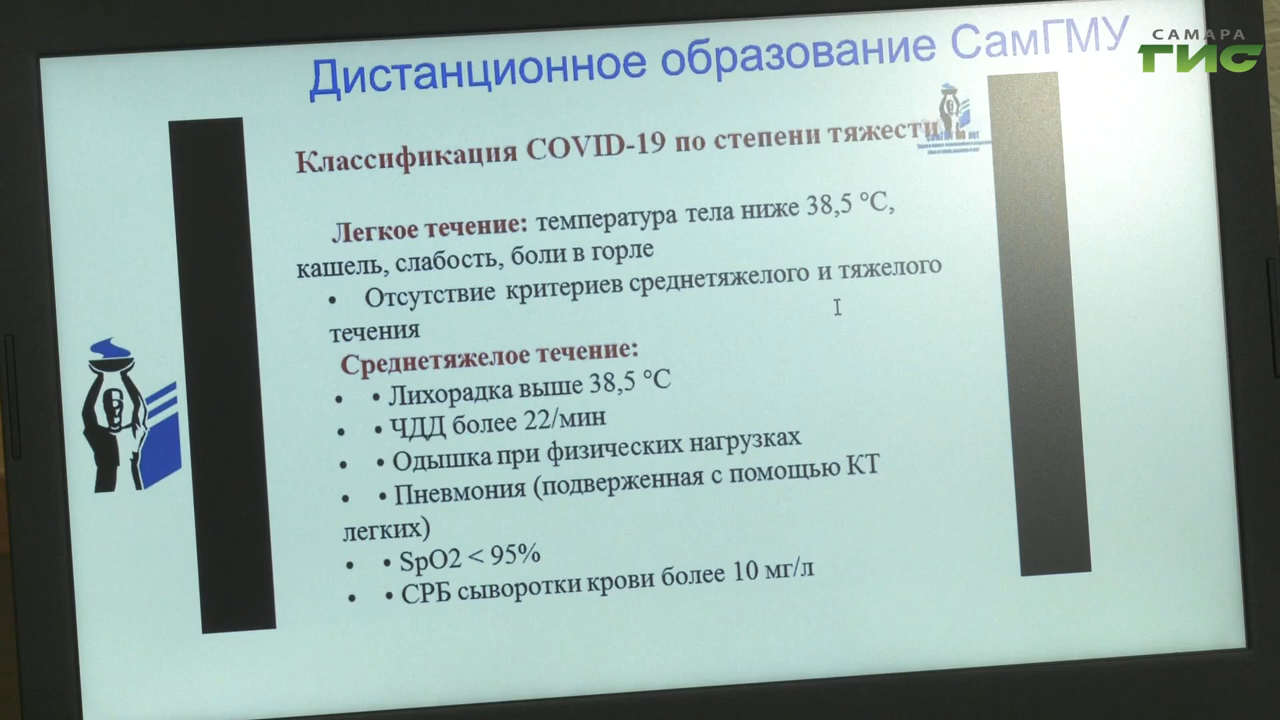 Дистанционное образование СамГМУ
САМАРА
ГИС
Классификация COVID-19 по степени тяжести
Легкое течение: температура тела ниже 38,5 °C,
кашель, слабость, боли в горле
• Отсутствие критериев среднетяжелого и тяжелого
течения
Среднетяжелое течение:
• • Лихорадка выше 38,5 °C
• • ЧДД более 22/мин
• • Одышка при физических нагрузках
• • Пневмония (подверженная с помощью КТ
легких)
• • SpO2 < 95%
• • СРБ сыворотки крови более 10 мг/л